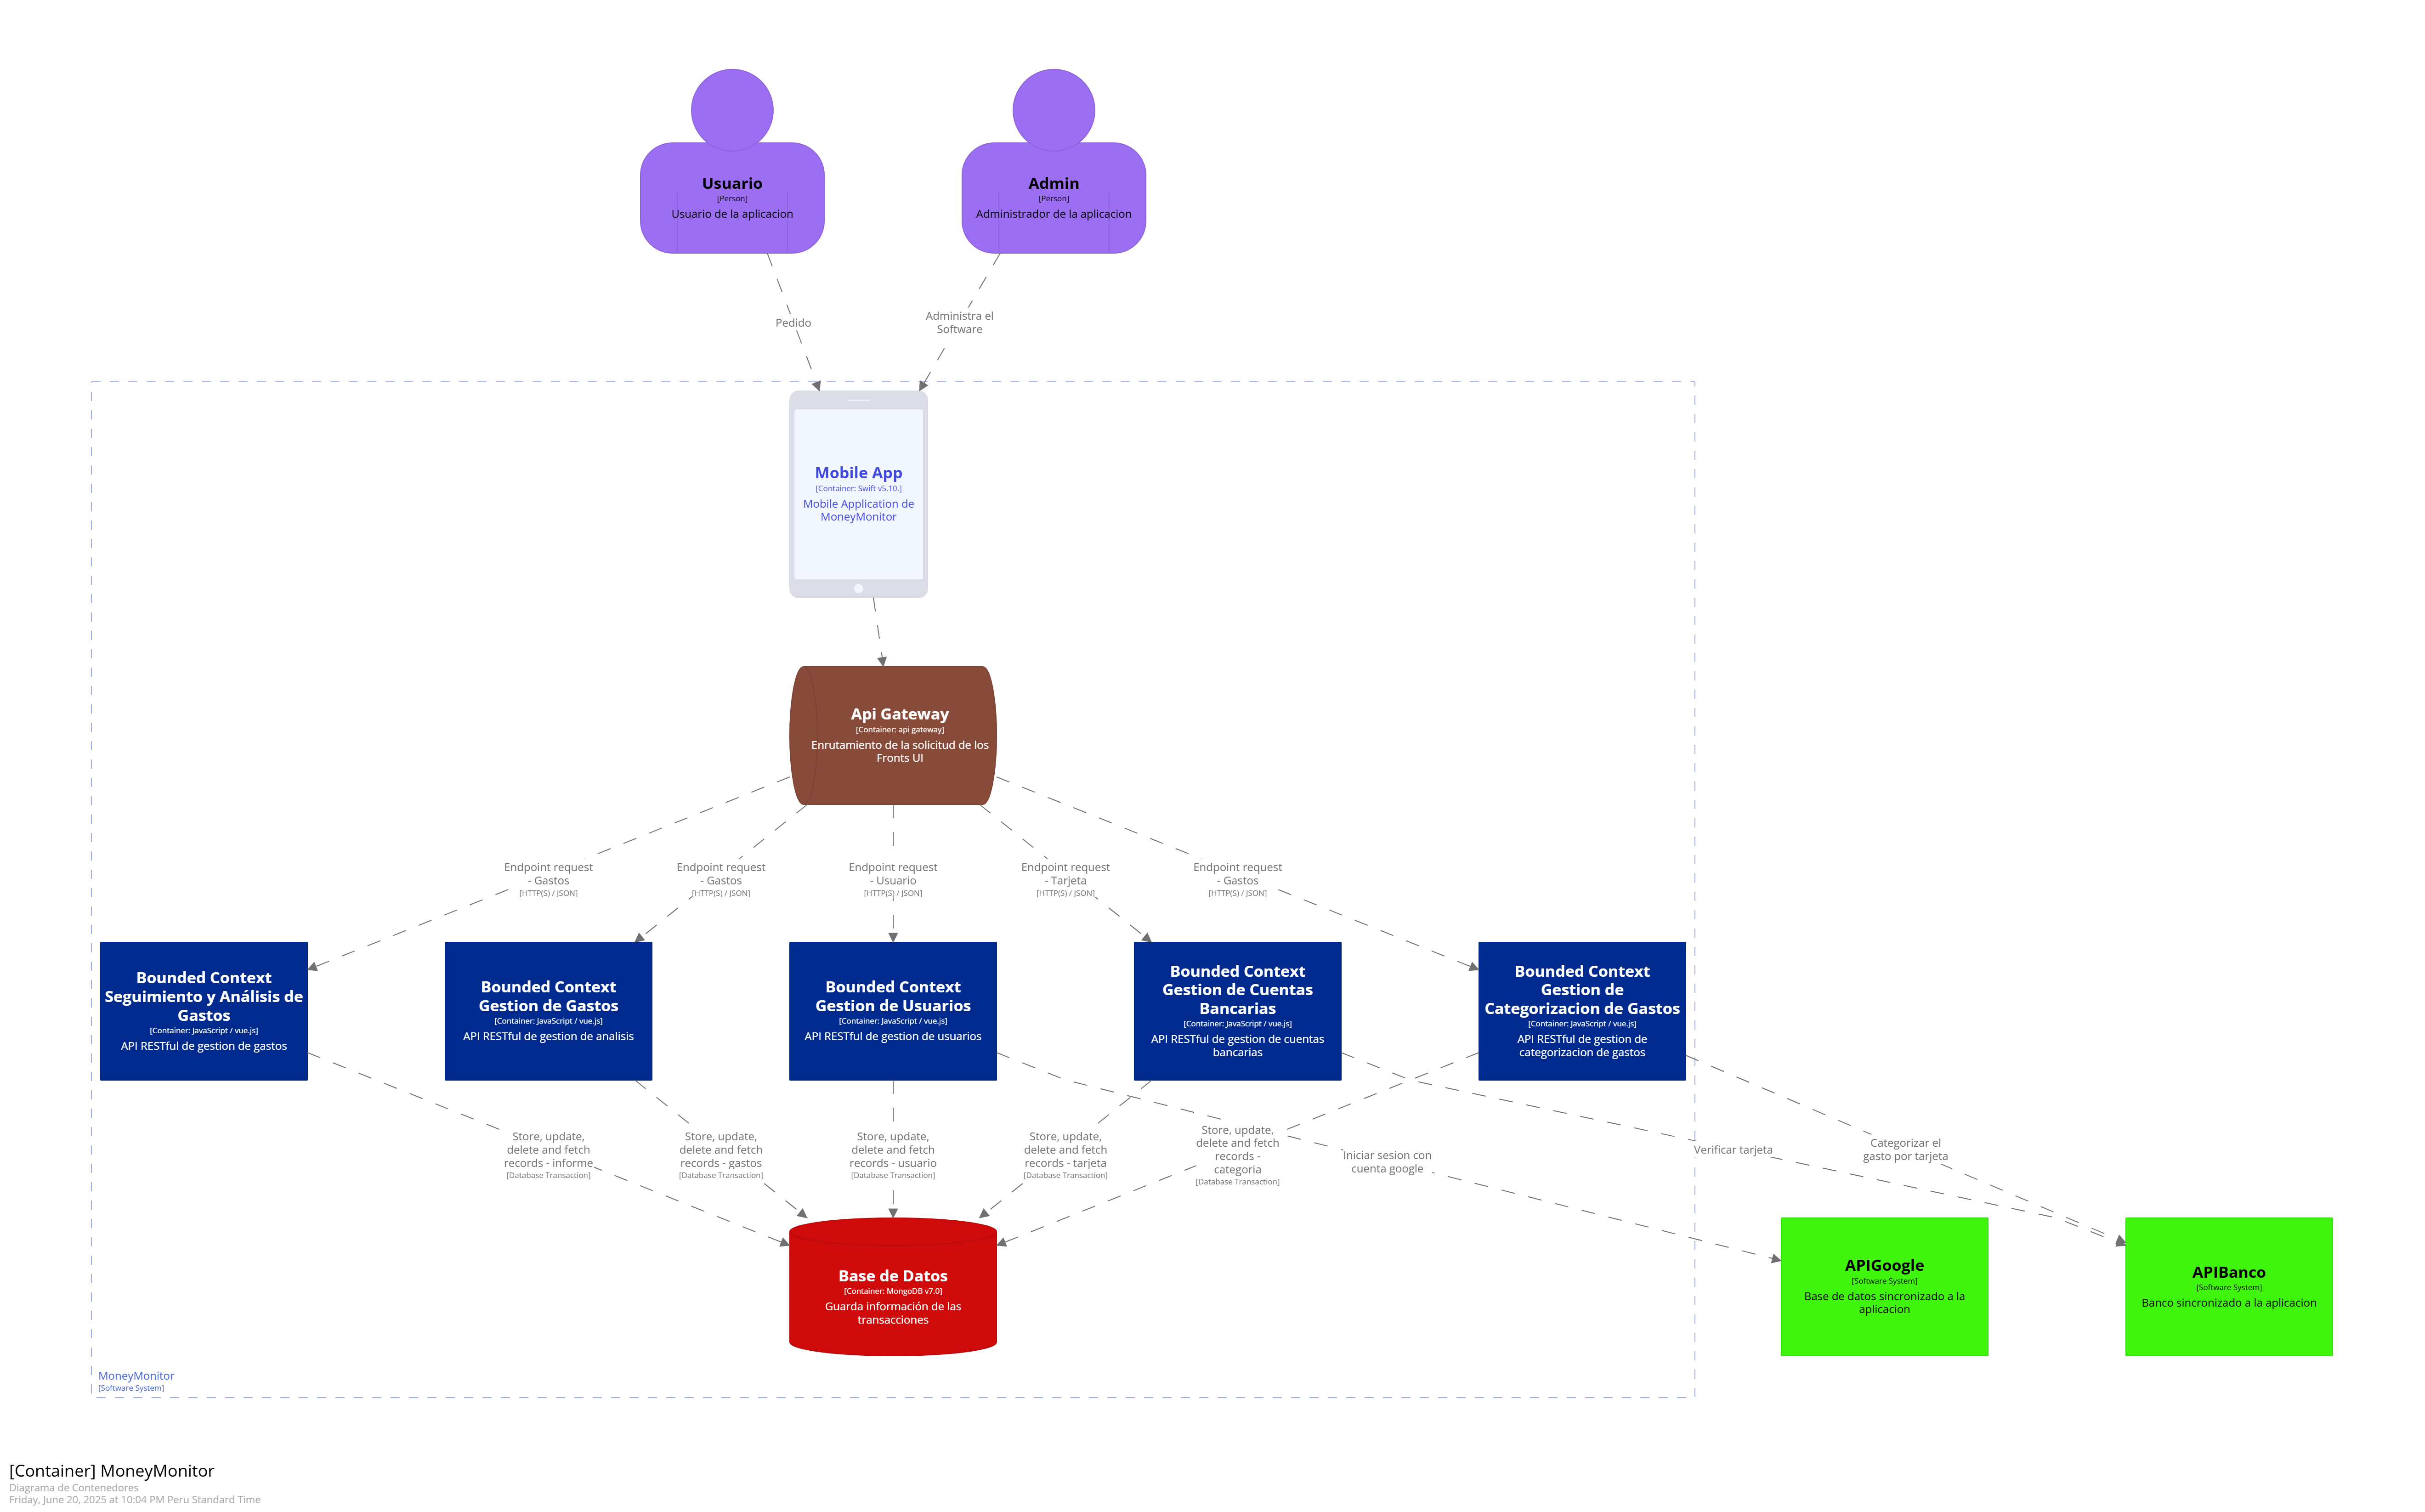 Usuario
[Person]
Usuario de la aplicacion
Admin
[Person]
Administrador de la aplicacion
Pedido
Administra el
Software
Mobile App
[Container: Swift v5.10.]
Mobile Application de
MoneyMonitor
Api Gateway
[Container: api gateway]
Enrutamiento de la solicitud de los
Fronts UI
Endpoint request
- Gastos
[HTTP(S) / JSON]
Endpoint request
- Gastos
[HTTP(S) / JSON]
Endpoint request
- Usuario
[HTTP(S) / JSON]
Endpoint request
- Tarjeta
[HTTP(S) / JSON]
Endpoint request
- Gastos
[HTTP(S) / JSON]
Bounded Context
Seguimiento y Análisis de
Gastos
[Container: JavaScript / vue.js]
API RESTful de gestion de gastos
Bounded Context
Gestion de Gastos
[Container: JavaScript / vue.js]
API RESTful de gestion de analisis
Bounded Context
Gestion de Usuarios
[Container: JavaScript / vue.js]
API RESTful de gestion de usuarios
Bounded Context
Gestion de Cuentas
Bancarias
[Container: JavaScript / vue.js]
API RESTful de gestion de cuentas
bancarias
Bounded Context
Gestion de
Categorizacion de Gastos
[Container: JavaScript / vue.js]
API RESTful de gestion de
categorizacion de gastos
Store, update,
delete and fetch
records - informe
[Database Transaction]
Store, update,
delete and fetch
records - gastos
[Database Transaction]
Store, update,
delete and fetch
records - usuario
[Database Transaction]
Store, update,
delete and fetch
records - tarjeta
[Database Transaction]
Store, update,
delete and fetch
records -
categoria
[Database Transaction]
Iniciar sesion con
cuenta google
Verificar tarjeta
Categorizar el
gasto por tarjeta
Base de Datos
[Container: MongoDB v7.0]
Guarda información de las
transacciones
APIGoogle
[Software System]
Base de datos sincronizado a la
aplicacion
APIBanco
[Software System]
Banco sincronizado a la aplicacion
MoneyMonitor
[Software System]
[Container] MoneyMonitor
Diagrama de Contenedores
Friday, June 20, 2025 at 10:04 PM Peru Standard Time